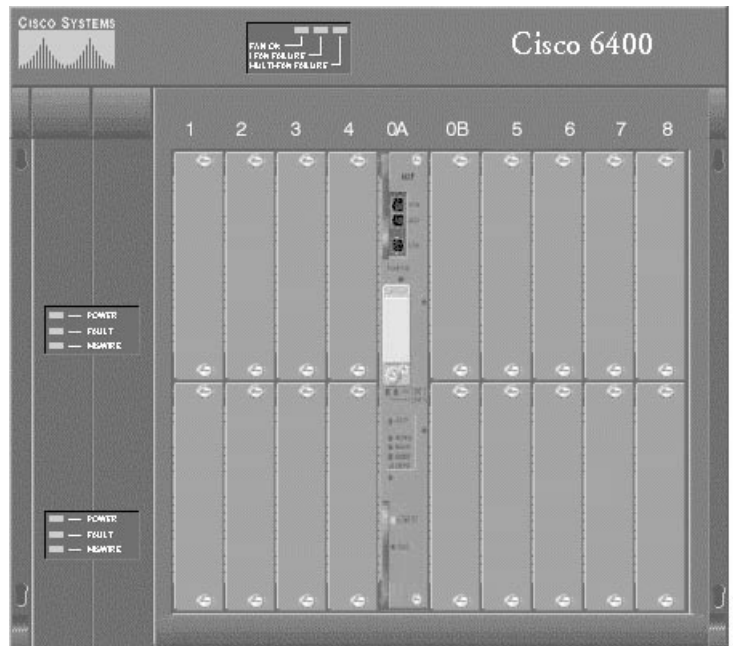 CISCO SYSTEMS
FAN OK
1 FAN FAILURE
MULTI-FAN FAILURE
Cisco 6400
1 2 3 4 0A 0B 5 6 7 8
POWER
FAULT
MISWIRE
POWER
FAULT
MISWIRE